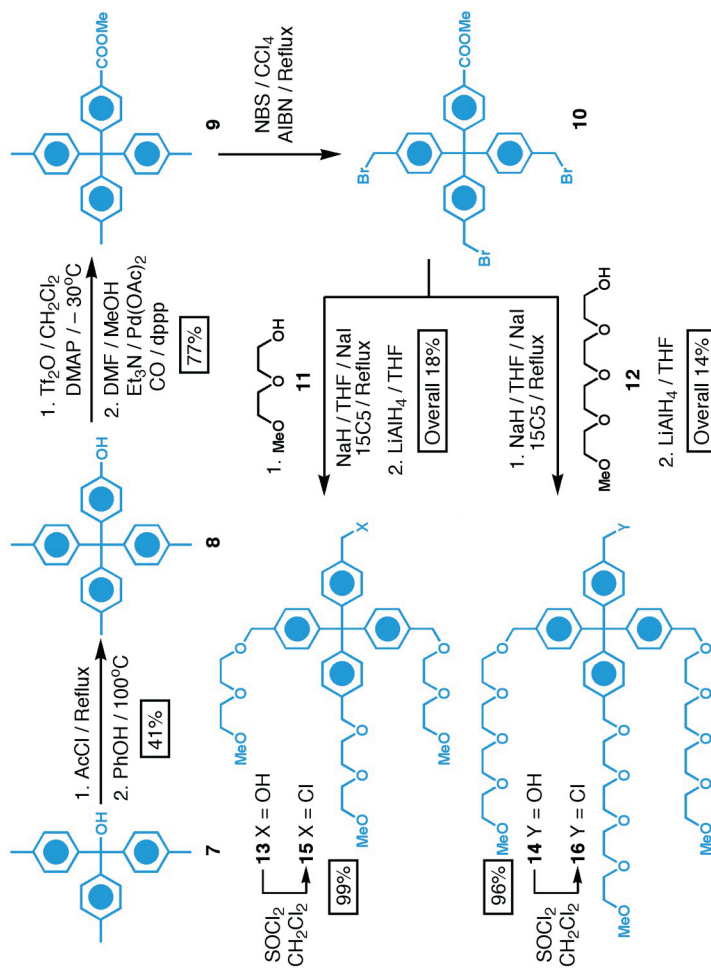 7
1. AcCl / Reflux
2. PhOH / 100°C
41%
OH
8
OH
1. Tf2O / CH2Cl2
DMAP / – 30°C
2. DMF / MeOH
Et3N / Pd(OAc)2
CO / dppp
77%
9
COOMe
NBS / CCl4
AIBN / Reflux
10
COOMe
Br
Br
Br
1. MeO O OH
11
NaH / THF / NaI
15C5 / Reflux
2. LiAlH4 / THF
Overall 18%
1. NaH / THF / NaI
15C5 / Reflux
MeO O O O OH
12
2. LiAlH4 / THF
Overall 14%
MeO O O
MeO O O
MeO O O
X
13 X = OH
15 X = Cl
SOCl2
CH2Cl2
99%
MeO O O O O
MeO O O O O
MeO O O O O
Y
14 Y = OH
16 Y = Cl
SOCl2
CH2Cl2
96%